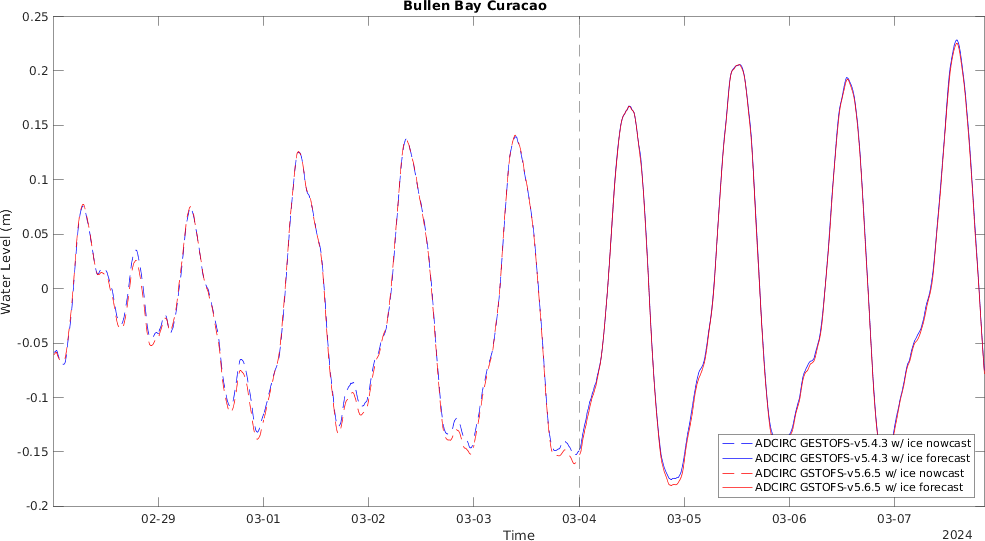 Bullen Bay Curacao
0.25
0.2
0.15
0.1
0.05
0
-0.05
-0.1
-0.15
-0.2
Water Level (m)
ADCIRC GESTOFS-v5.4.3 w/ ice nowcast
ADCIRC GESTOFS-v5.4.3 w/ ice forecast
ADCIRC GSTOFS-v5.6.5 w/ ice nowcast
ADCIRC GSTOFS-v5.6.5 w/ ice forecast
02-29 03-01 03-02 03-03 03-04 03-05 03-06 03-07
Time
2024